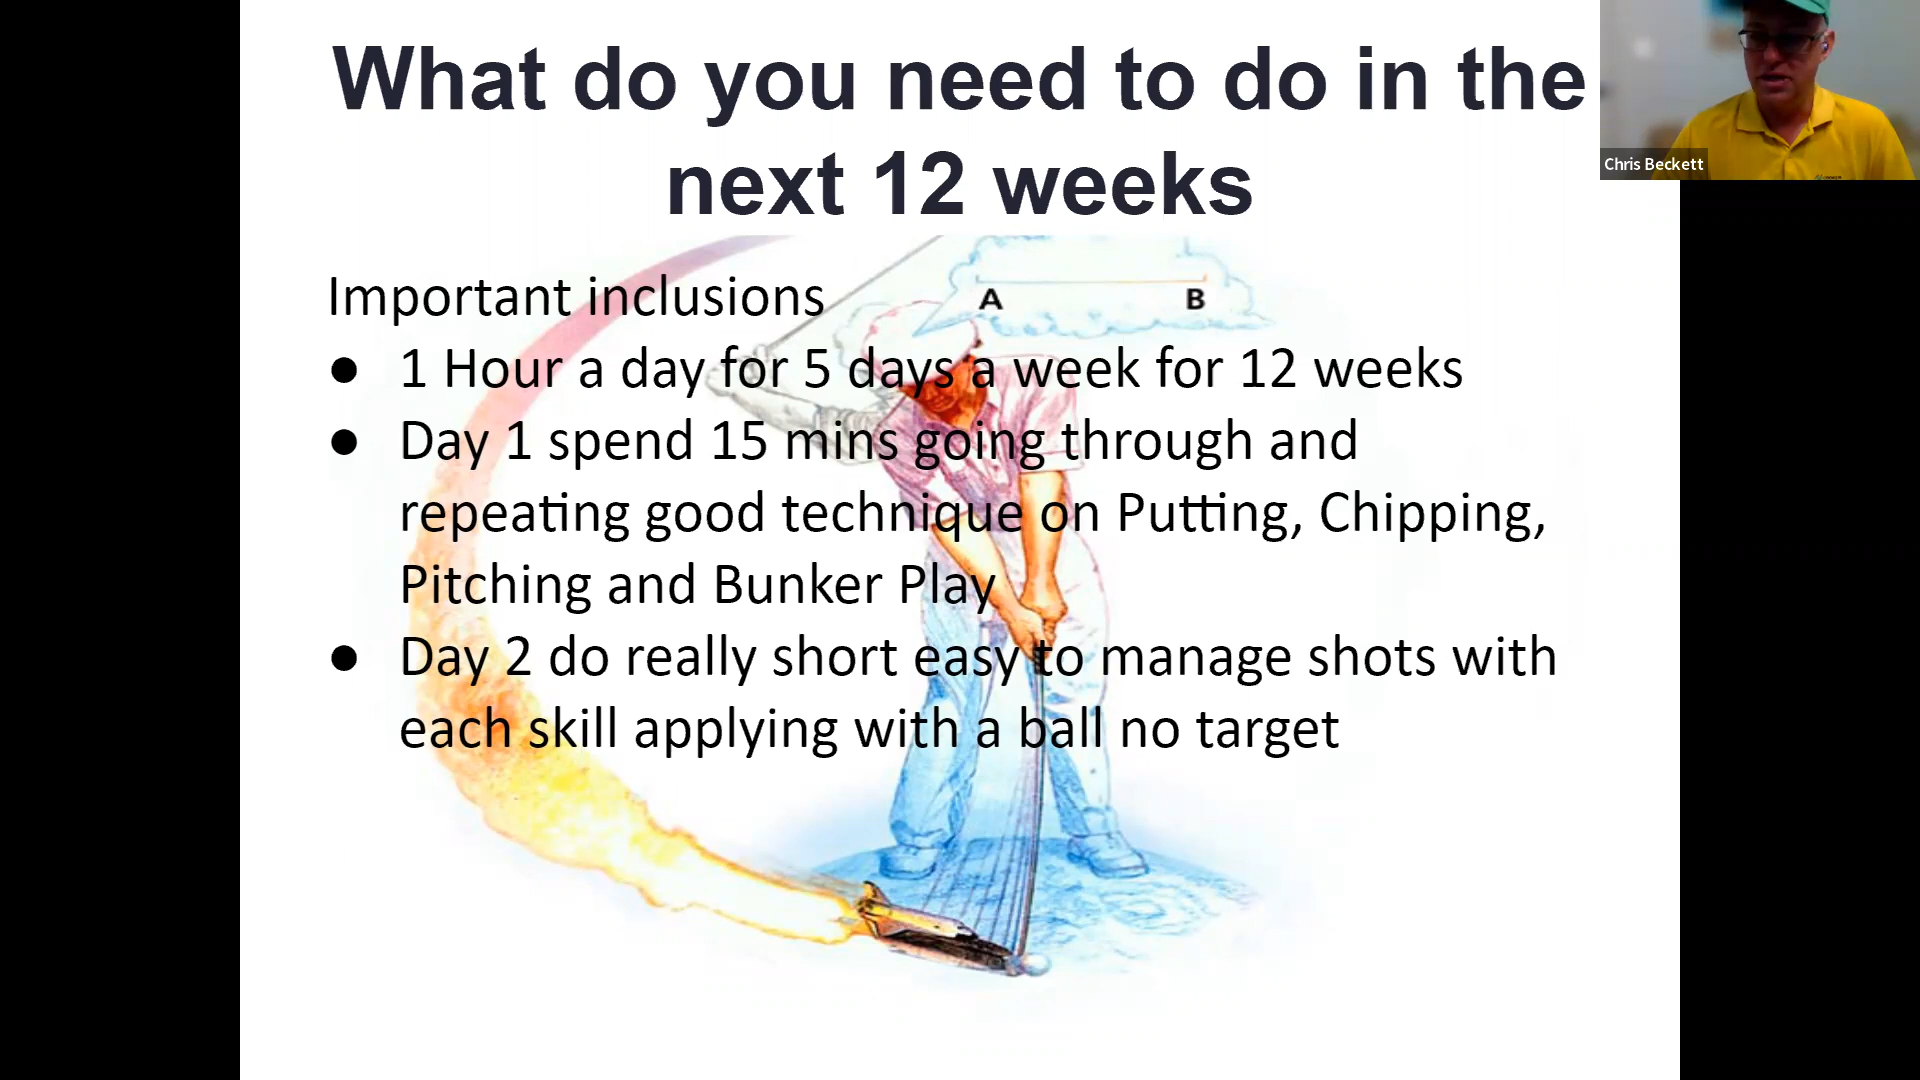 What do you need to do in the
next 12 weeks
Chris Beckett
A B
Important inclusions
● 1 Hour a day for 5 days a week for 12 weeks
● Day 1 spend 15 mins going through and
repeating good technique on Putting, Chipping,
Pitching and Bunker Play
● Day 2 do really short easy to manage shots with
each skill applying with a ball no target